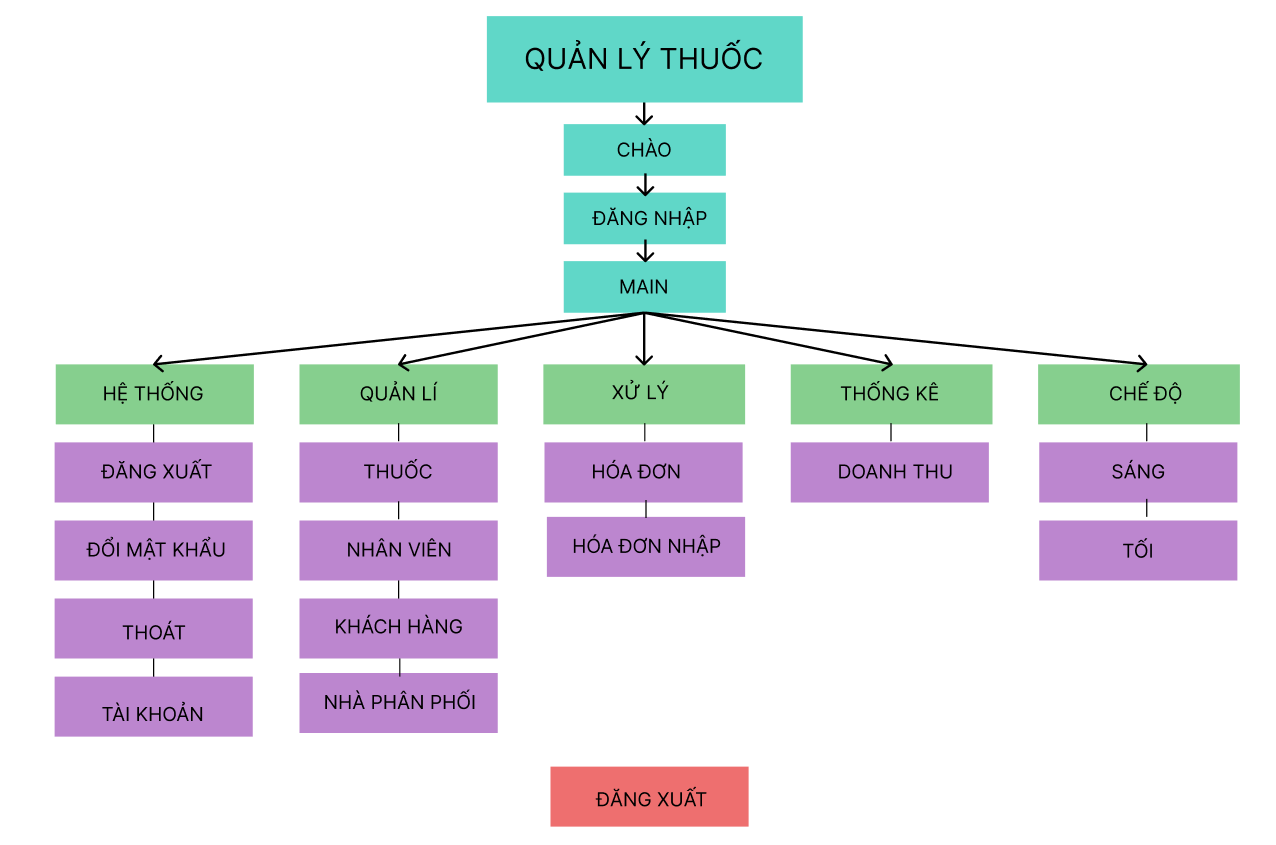 QUẢN LÝ THUỐC
CHÀO
ĐĂNG NHẬP
MAIN
HỆ THỐNG
ĐĂNG XUẤT
ĐỔI MẬT KHẨU
THOÁT
TÀI KHOẢN
QUẢN LÍ
THUỐC
NHÂN VIÊN
KHÁCH HÀNG
NHÀ PHÂN PHỐI
XỬ LÝ
HÓA ĐƠN
HÓA ĐƠN NHẬP
THỐNG KÊ
DOANH THU
CHẾ ĐỘ
SÁNG
TỐI
ĐĂNG XUẤT